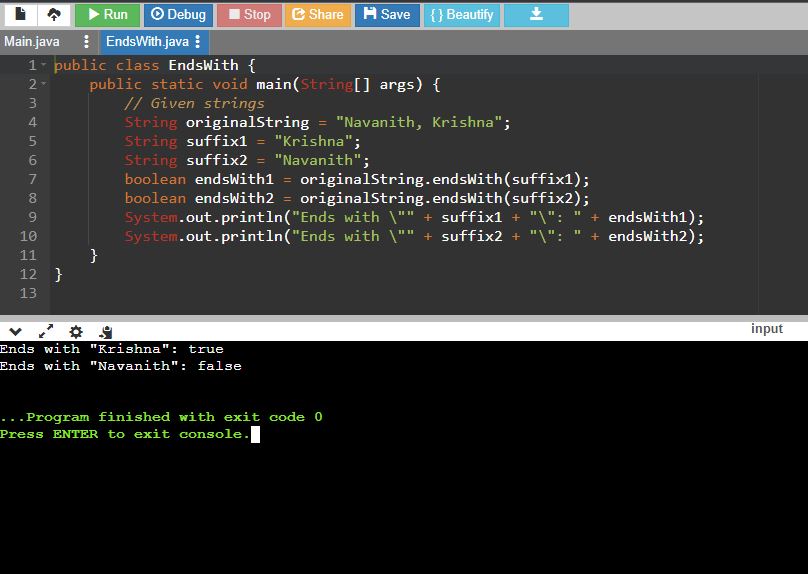 Run Debug Stop Share Save { } Beautify
Main.java EndsWith.java
1 public class EndsWith {
2     public static void main(String[] args) {
3         // Given strings
4         String originalString = "Navanith, Krishna";
5         String suffix1 = "Krishna";
6         String suffix2 = "Navanith";
7         boolean endsWith1 = originalString.endsWith(suffix1);
8         boolean endsWith2 = originalString.endsWith(suffix2);
9         System.out.println("Ends with \"" + suffix1 + "\": " + endsWith1);
10         System.out.println("Ends with \"" + suffix2 + "\": " + endsWith2);
11     }
12 }
13
input
Ends with "Krishna": true
Ends with "Navanith": false
...Program finished with exit code 0
Press ENTER to exit console.